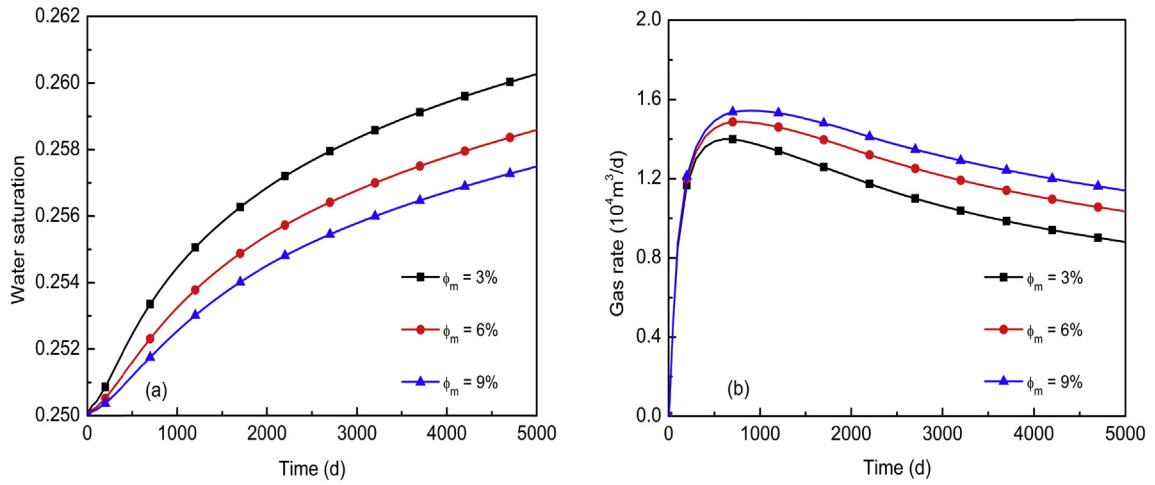 0.262
0.260
0.258
0.256
0.254
0.252
0.250
Water saturation
0 1000 2000 3000 4000 5000
Time (d)
(a)
ϕm = 3%
ϕm = 6%
ϕm = 9%
2.0
1.6
1.2
0.8
0.4
0.0
Gas rate (10⁴m³/d)
0 1000 2000 3000 4000 5000
Time (d)
(b)
ϕm = 3%
ϕm = 6%
ϕm = 9%